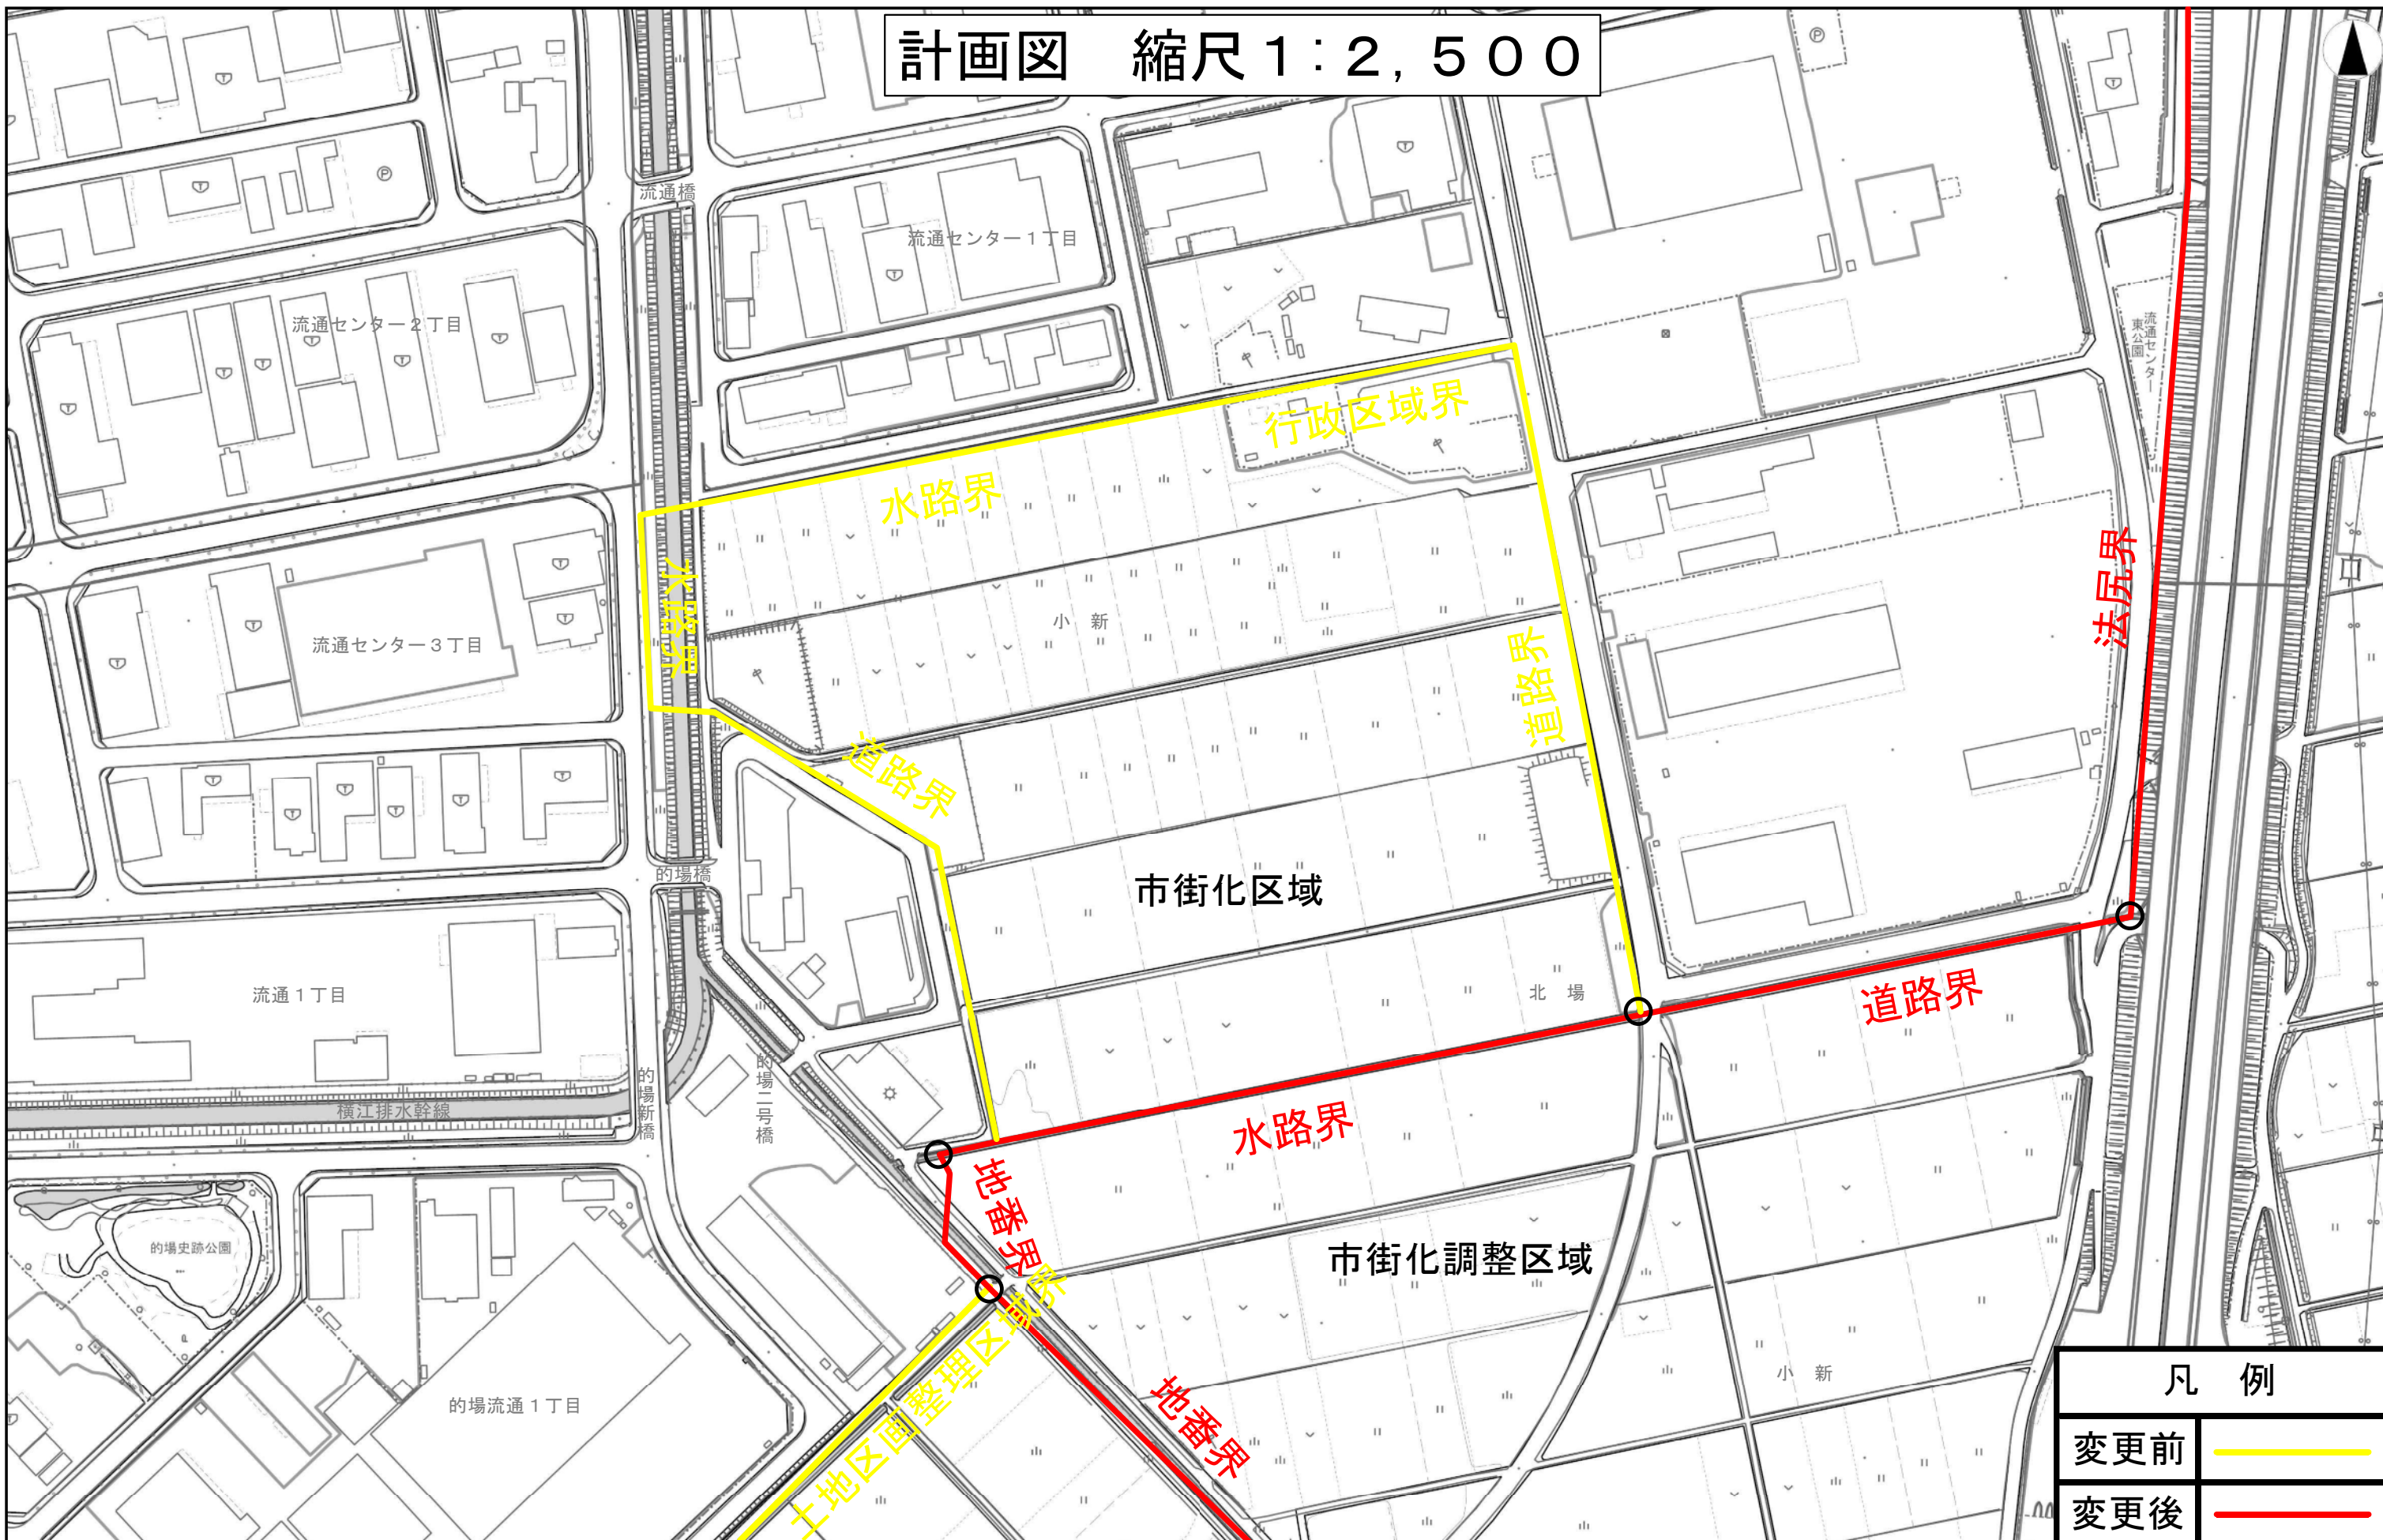 計画図　縮尺１：２，５００
流通橋
流通センター１丁目
流通センター２丁目
流通センター
東公園
行政区域界
水路界
水路界
法尻界
小　新
流通センター３丁目
道路界
道路界
的場橋
市街化区域
流通１丁目
北　場
道路界
横江排水幹線
的場新橋
的場二号橋
水路界
地番界
的場史跡公園
市街化調整区域
土地区画整理区域界
地番界
小　新
的場流通１丁目
凡　例
変更前
変更後